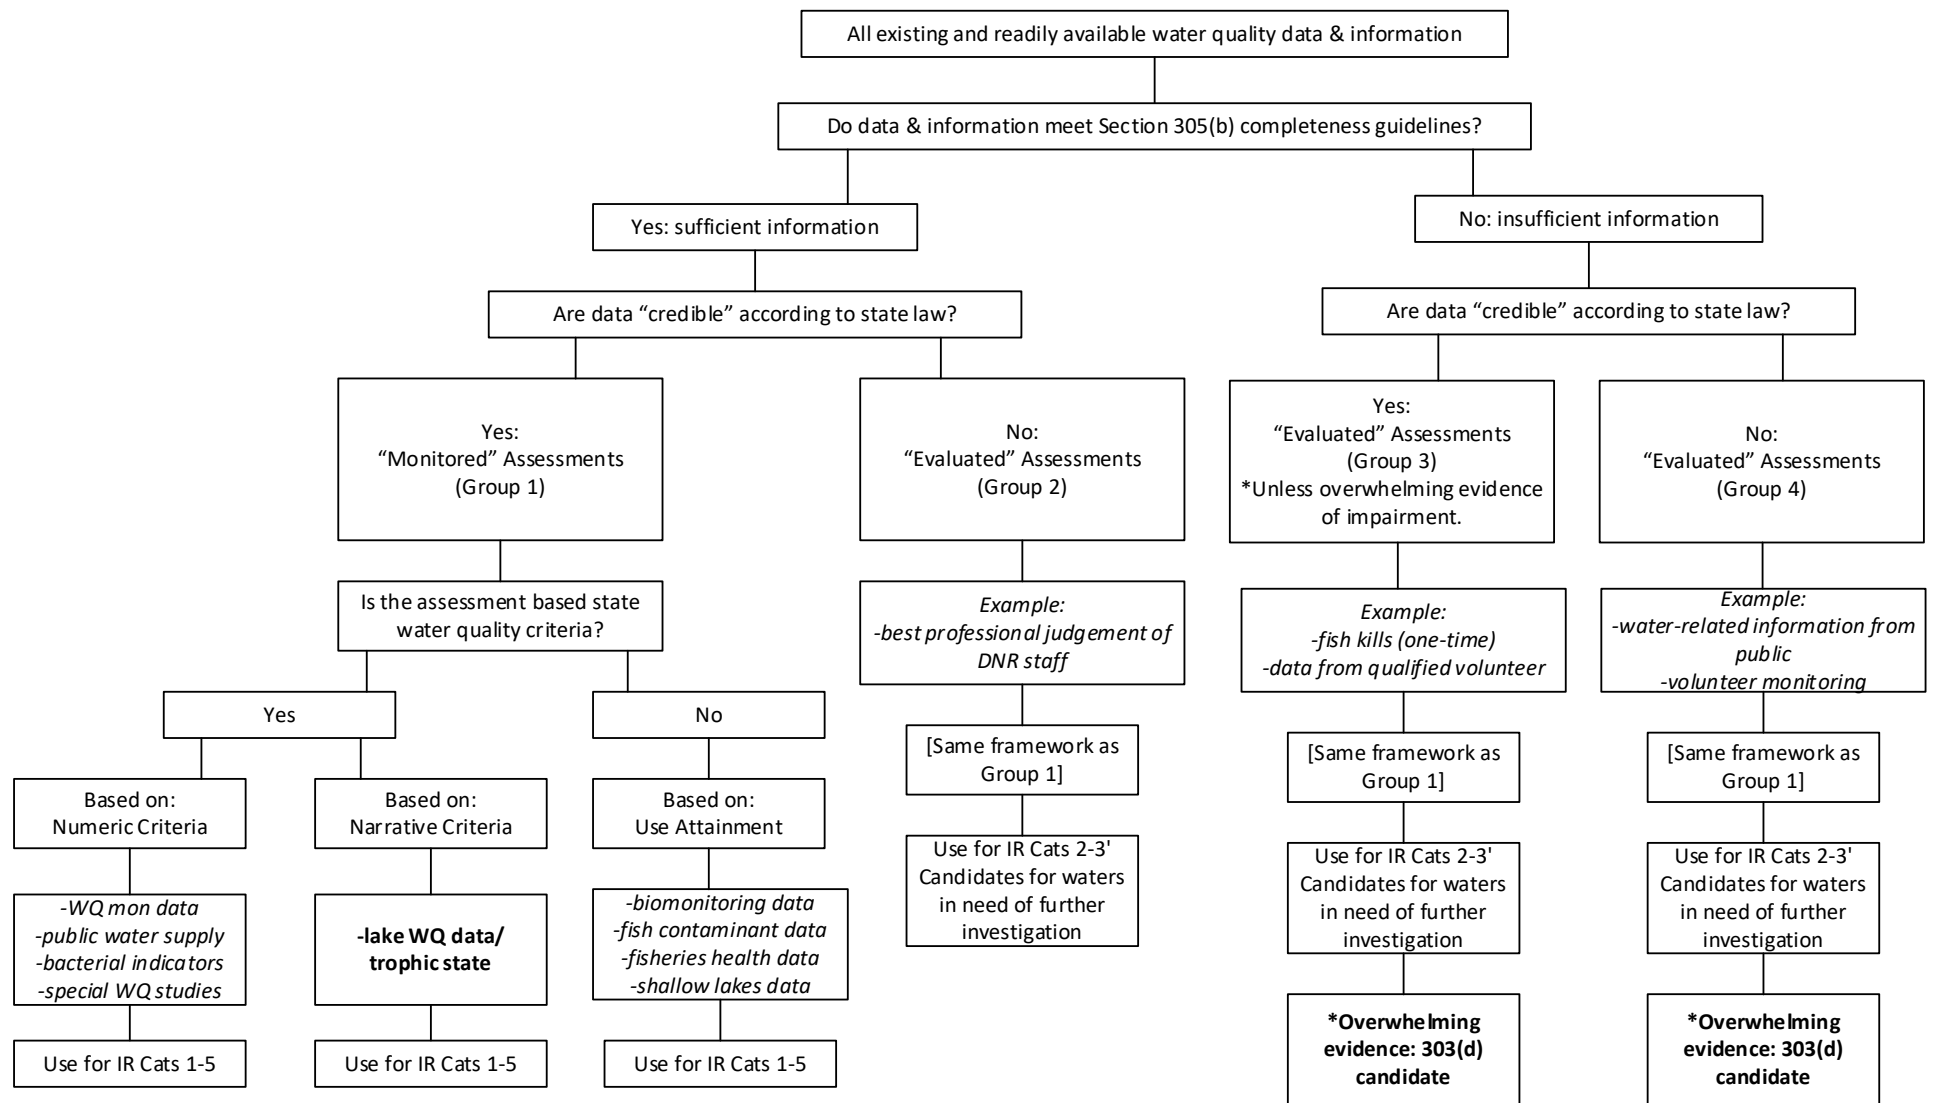 All existing and readily available water quality data & information
Do data & information meet Section 305(b) completeness guidelines?
Yes: sufficient information
No: insufficient information
Are data “credible” according to state law?
Are data “credible” according to state law?
Yes:
“Monitored” Assessments
(Group 1)
No:
“Evaluated” Assessments
(Group 2)
Yes:
“Evaluated” Assessments
(Group 3)
*Unless overwhelming evidence
of impairment.
No:
“Evaluated” Assessments
(Group 4)
Is the assessment based state
water quality criteria?
Example:
-best professional judgement of
DNR staff
Example:
-fish kills (one-time)
-data from qualified volunteer
Example:
-water-related information from
public
-volunteer monitoring
Yes
No
[Same framework as
Group 1]
[Same framework as
Group 1]
[Same framework as
Group 1]
Based on:
Numeric Criteria
Based on:
Narrative Criteria
Based on:
Use Attainment
Use for IR Cats 2-3'
Candidates for waters
in need of further
investigation
Use for IR Cats 2-3'
Candidates for waters
in need of further
investigation
Use for IR Cats 2-3'
Candidates for waters
in need of further
investigation
-WQ mon data
-public water supply
-bacterial indicators
-special WQ studies
-lake WQ data/
trophic state
-biomonitoring data
-fish contaminant data
-fisheries health data
-shallow lakes data
Use for IR Cats 1-5
Use for IR Cats 1-5
Use for IR Cats 1-5
*Overwhelming
evidence: 303(d)
candidate
*Overwhelming
evidence: 303(d)
candidate